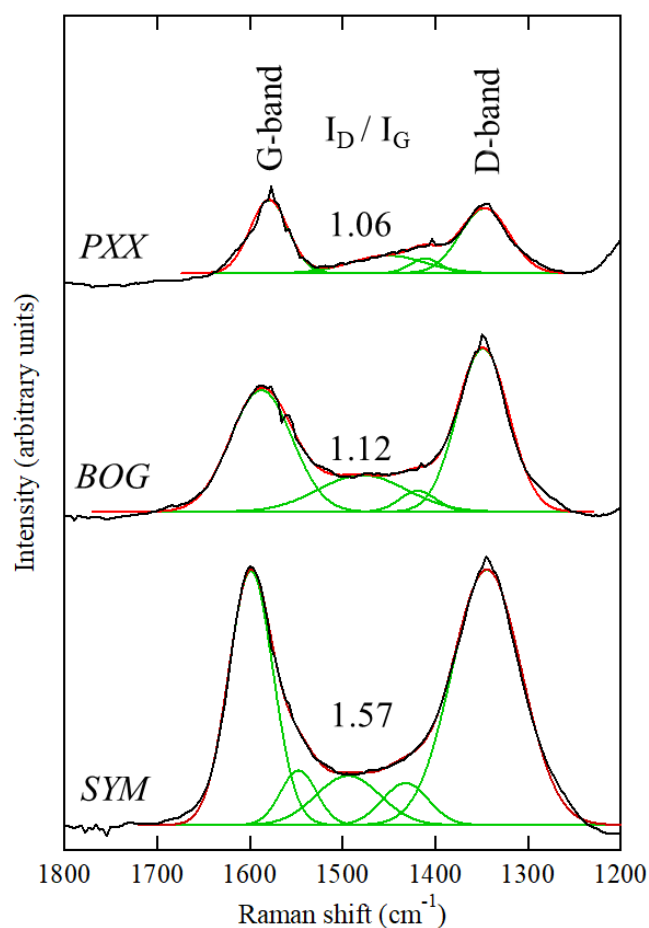 G-band
I_D / I_G
D-band
PXX
1.06
BOG
1.12
SYM
1.57
Intensity (arbitrary units)
1800 1700 1600 1500 1400 1300 1200
Raman shift (cm⁻¹)